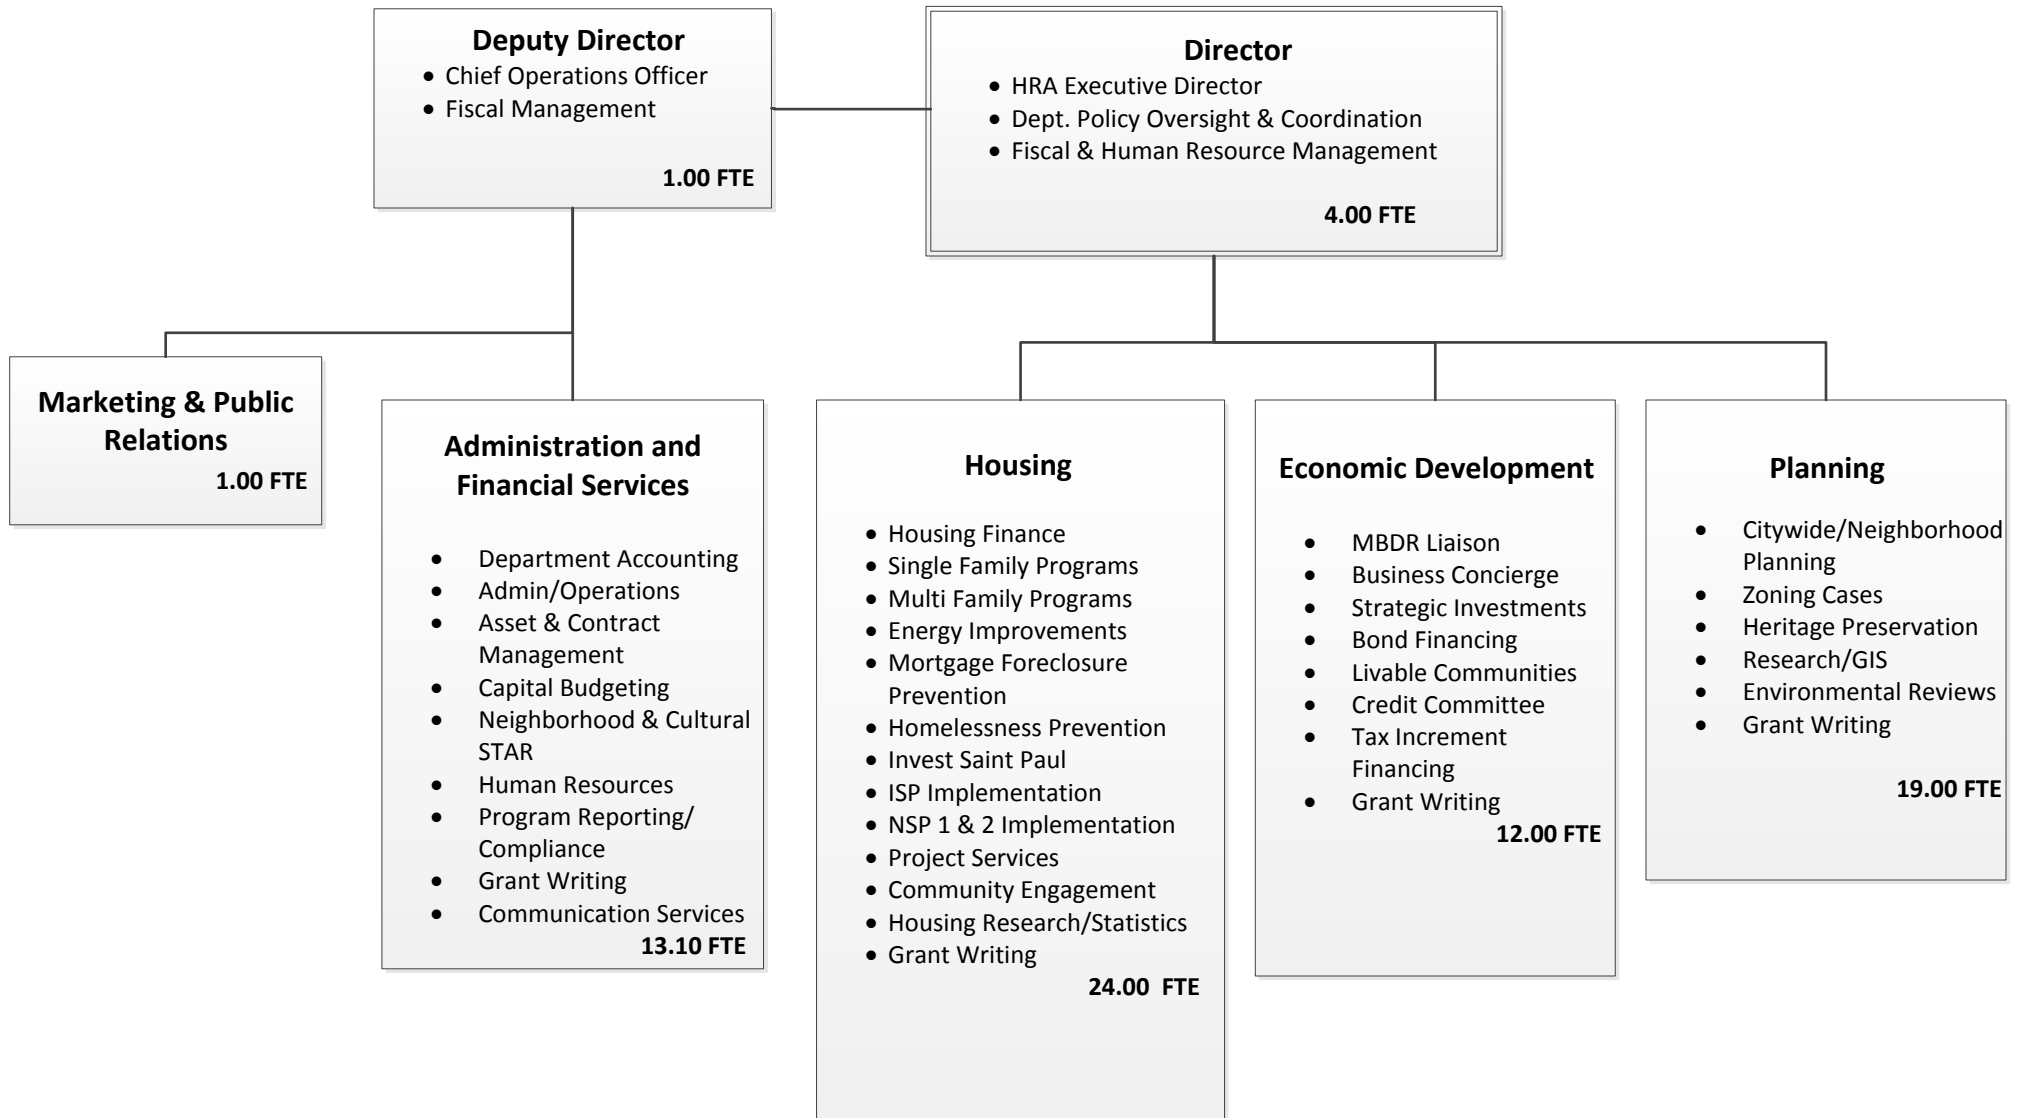 Deputy Director
• Chief Operations Officer
• Fiscal Management
1.00 FTE
Director
• HRA Executive Director
• Dept. Policy Oversight & Coordination
• Fiscal & Human Resource Management
4.00 FTE
Marketing & Public
Relations
1.00 FTE
Administration and
Financial Services
• Department Accounting
• Admin/Operations
• Asset & Contract
Management
• Capital Budgeting
• Neighborhood & Cultural
STAR
• Human Resources
• Program Reporting/
Compliance
• Grant Writing
• Communication Services
13.10 FTE
Housing
• Housing Finance
• Single Family Programs
• Multi Family Programs
• Energy Improvements
• Mortgage Foreclosure
Prevention
• Homelessness Prevention
• Invest Saint Paul
• ISP Implementation
• NSP 1 & 2 Implementation
• Project Services
• Community Engagement
• Housing Research/Statistics
• Grant Writing
24.00 FTE
Economic Development
• MBDR Liaison
• Business Concierge
• Strategic Investments
• Bond Financing
• Livable Communities
• Credit Committee
• Tax Increment
Financing
• Grant Writing
12.00 FTE
Planning
• Citywide/Neighborhood
Planning
• Zoning Cases
• Heritage Preservation
• Research/GIS
• Environmental Reviews
• Grant Writing
19.00 FTE